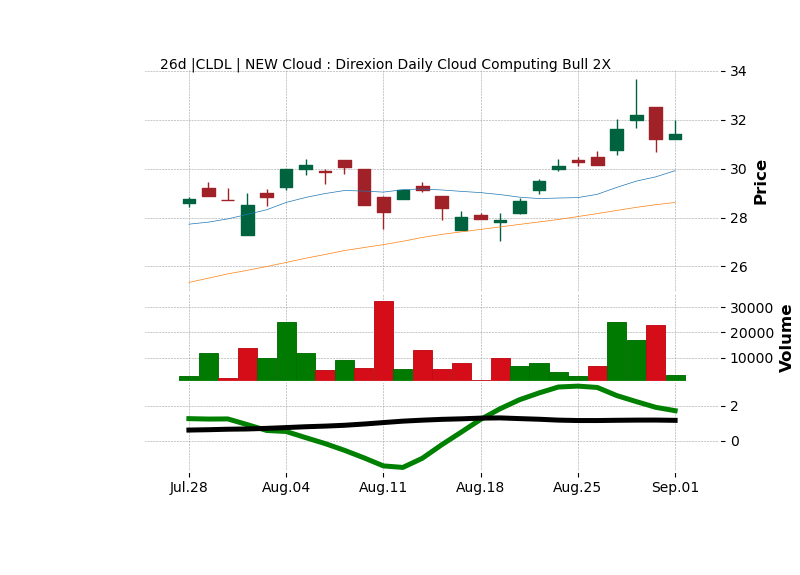 26d |CLDL | NEW Cloud : Direxion Daily Cloud Computing Bull 2X
34
32
30
28
26
Price
30000
20000
10000
Volume
2
0
Jul.28 Aug.04 Aug.11 Aug.18 Aug.25 Sep.01